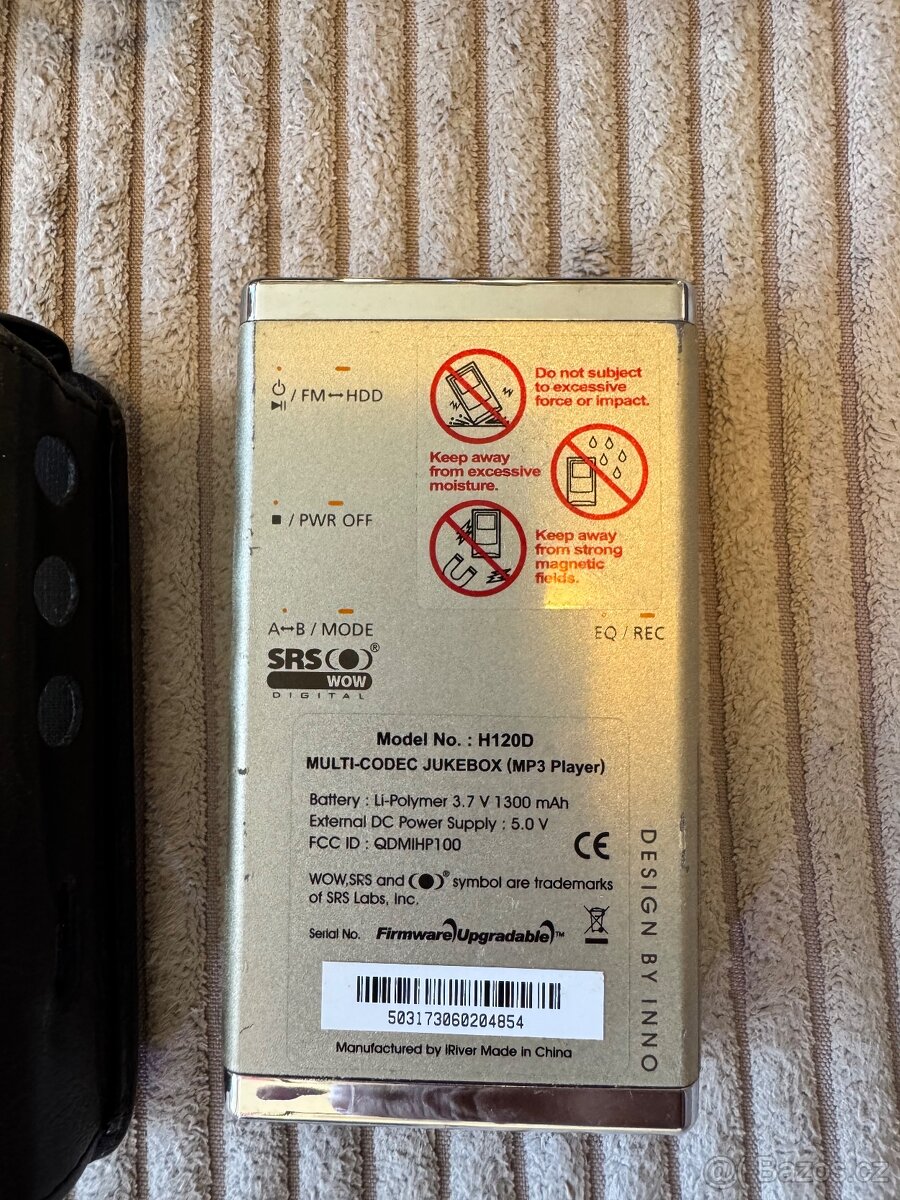 ⏻
⏯ / FM ↔ HDD
Do not subject
to excessive
force or impact.
Keep away
from excessive
moisture.
■ / PWR OFF
Keep away
from strong
magnetic
fields.
A↔B / MODE
EQ / REC
SRS(●)®
WOW
DIGITAL
Model No. : H120D
MULTI-CODEC JUKEBOX (MP3 Player)
Battery : Li-Polymer 3.7 V 1300 mAh
External DC Power Supply : 5.0 V
FCC ID : QDMIHP100
CE
WOW,SRS and (●)® symbol are trademarks
of SRS Labs, Inc.
Serial No. Firmware Upgradable™
503173060204854
Manufactured by iRiver Made in China
DESIGN BY INNO
@ Bazos.cz